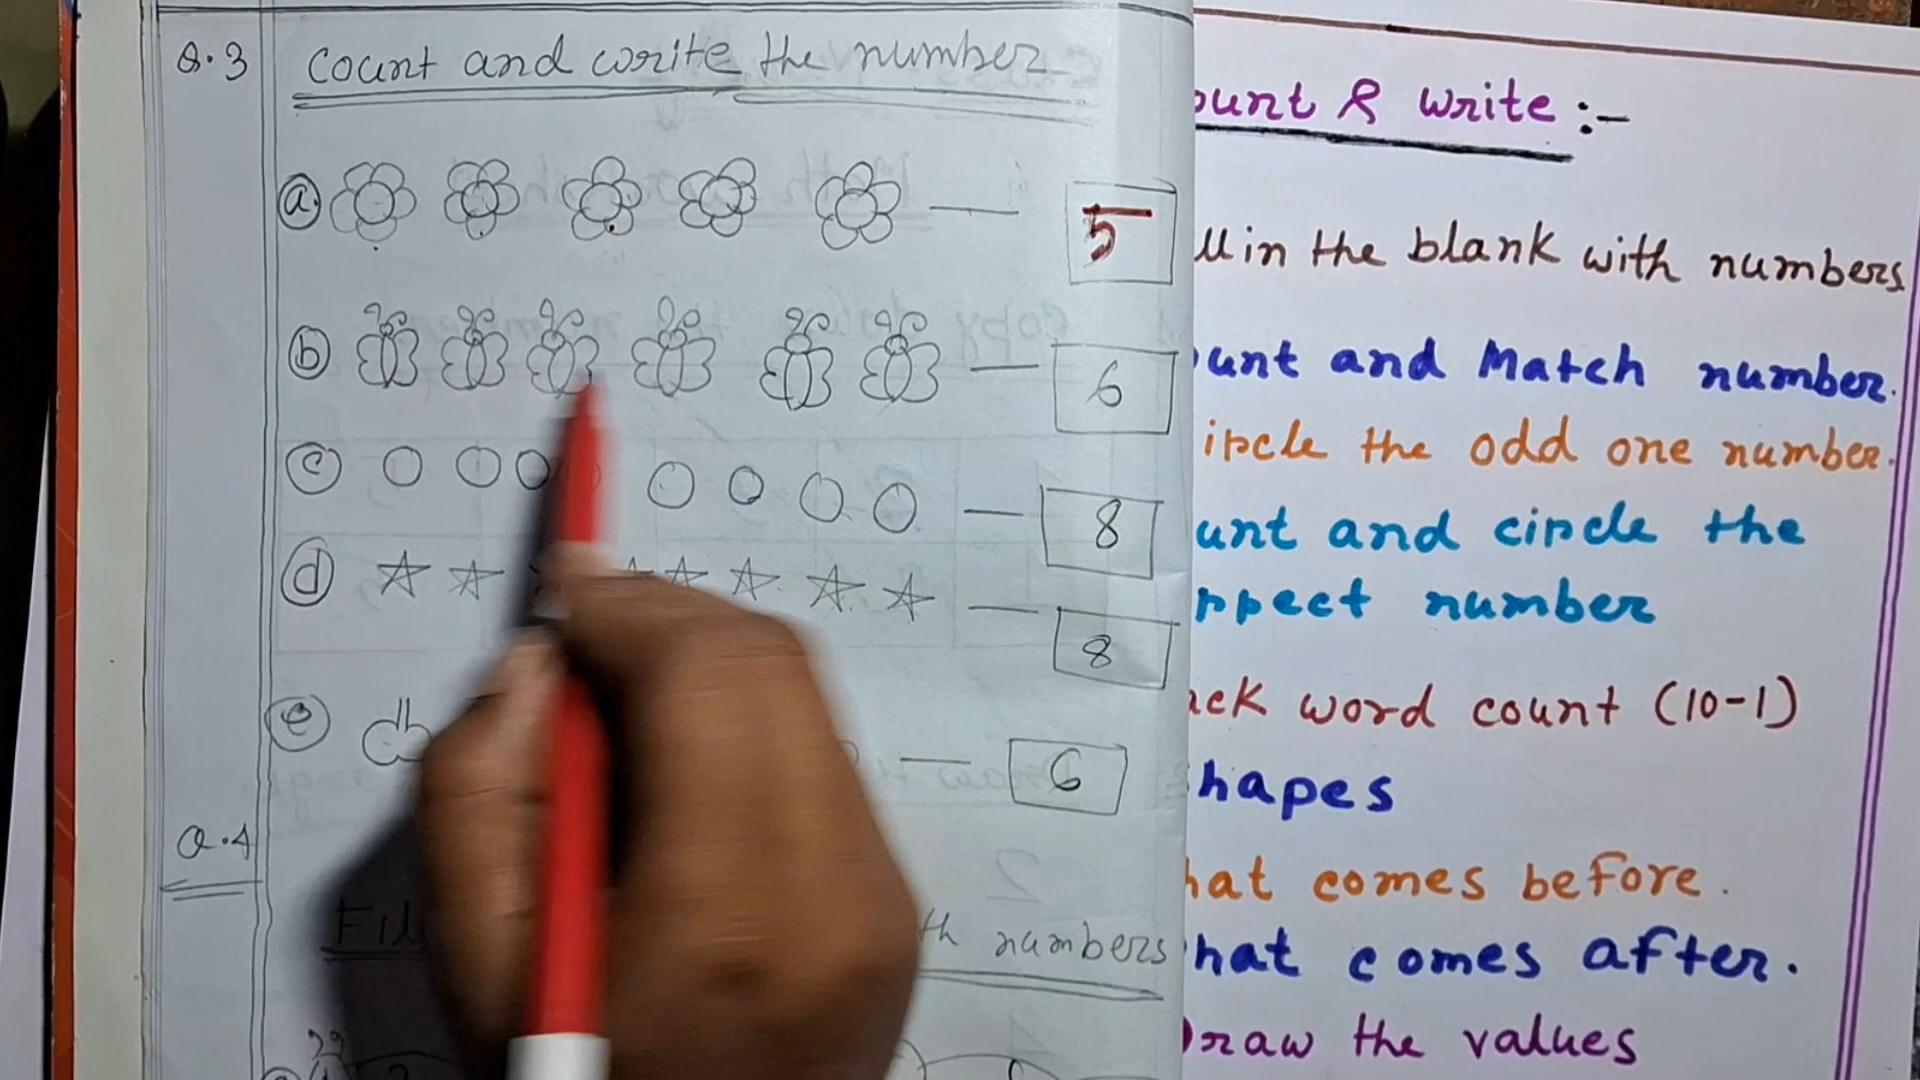 Q.3 Count and write the number
a 5
b 6
c 8
d 8
e 6
Q.4
numbers
ount & write :-
in the blank with numbers
unt and Match number.
ircle the odd one number.
unt and circle the
rrect number
ack word count (10-1)
hapes
hat comes before.
hat comes after.
Draw the values